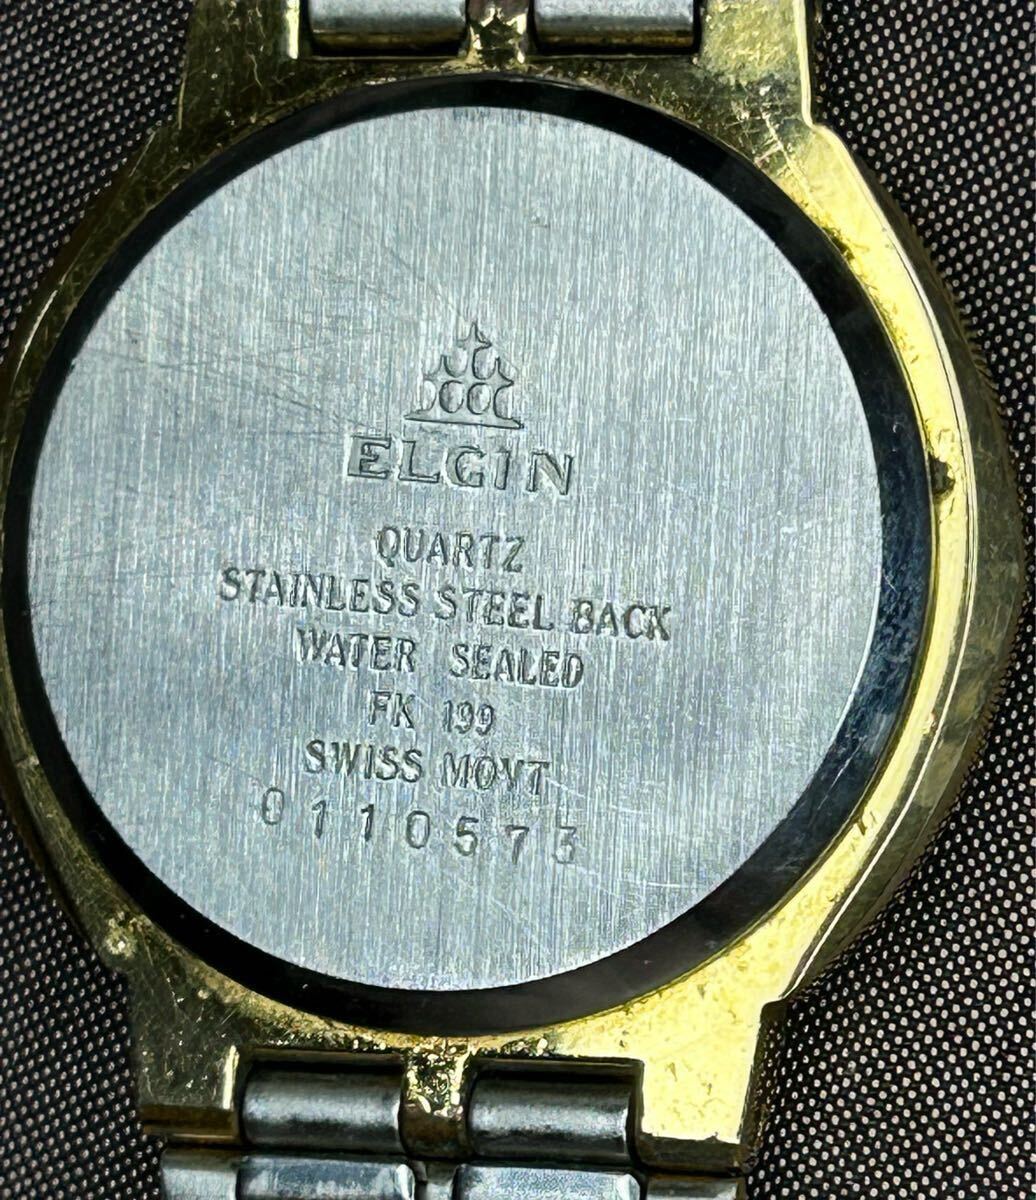 ELGIN
QUARTZ
STAINLESS STEEL BACK
WATER SEALED
FK 199
SWISS MOVT
0110573